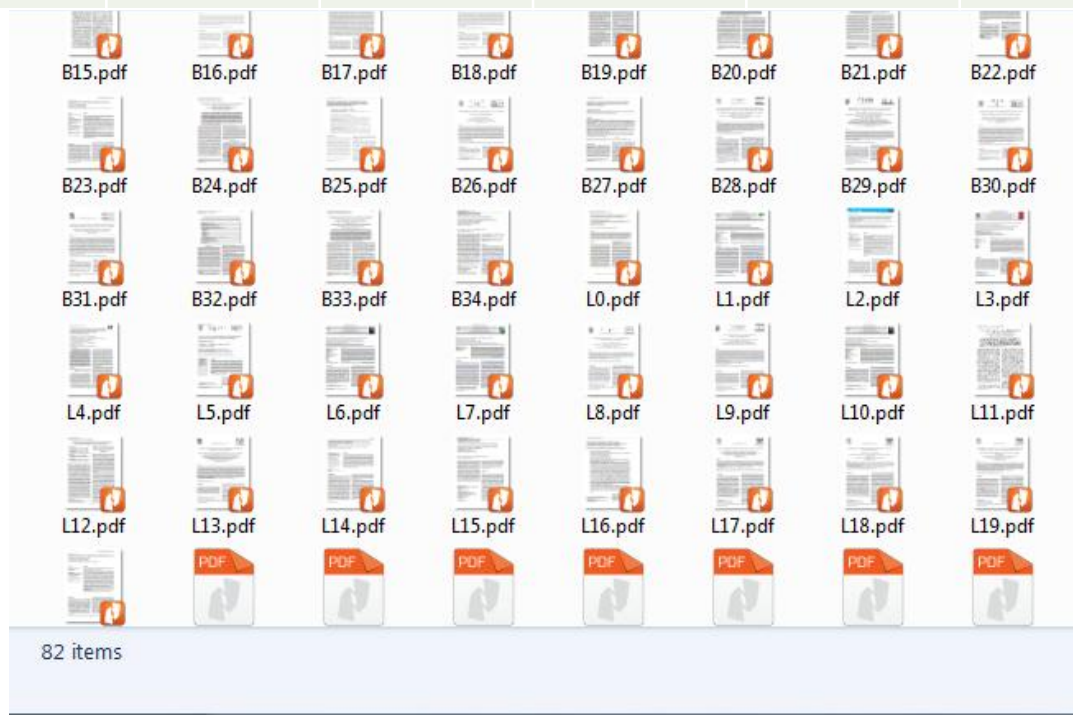 B15.pdf B16.pdf B17.pdf B18.pdf B19.pdf B20.pdf B21.pdf B22.pdf
B23.pdf B24.pdf B25.pdf B26.pdf B27.pdf B28.pdf B29.pdf B30.pdf
B31.pdf B32.pdf B33.pdf B34.pdf L0.pdf L1.pdf L2.pdf L3.pdf
L4.pdf L5.pdf L6.pdf L7.pdf L8.pdf L9.pdf L10.pdf L11.pdf
L12.pdf L13.pdf L14.pdf L15.pdf L16.pdf L17.pdf L18.pdf L19.pdf
PDF PDF PDF PDF PDF PDF PDF
82 items